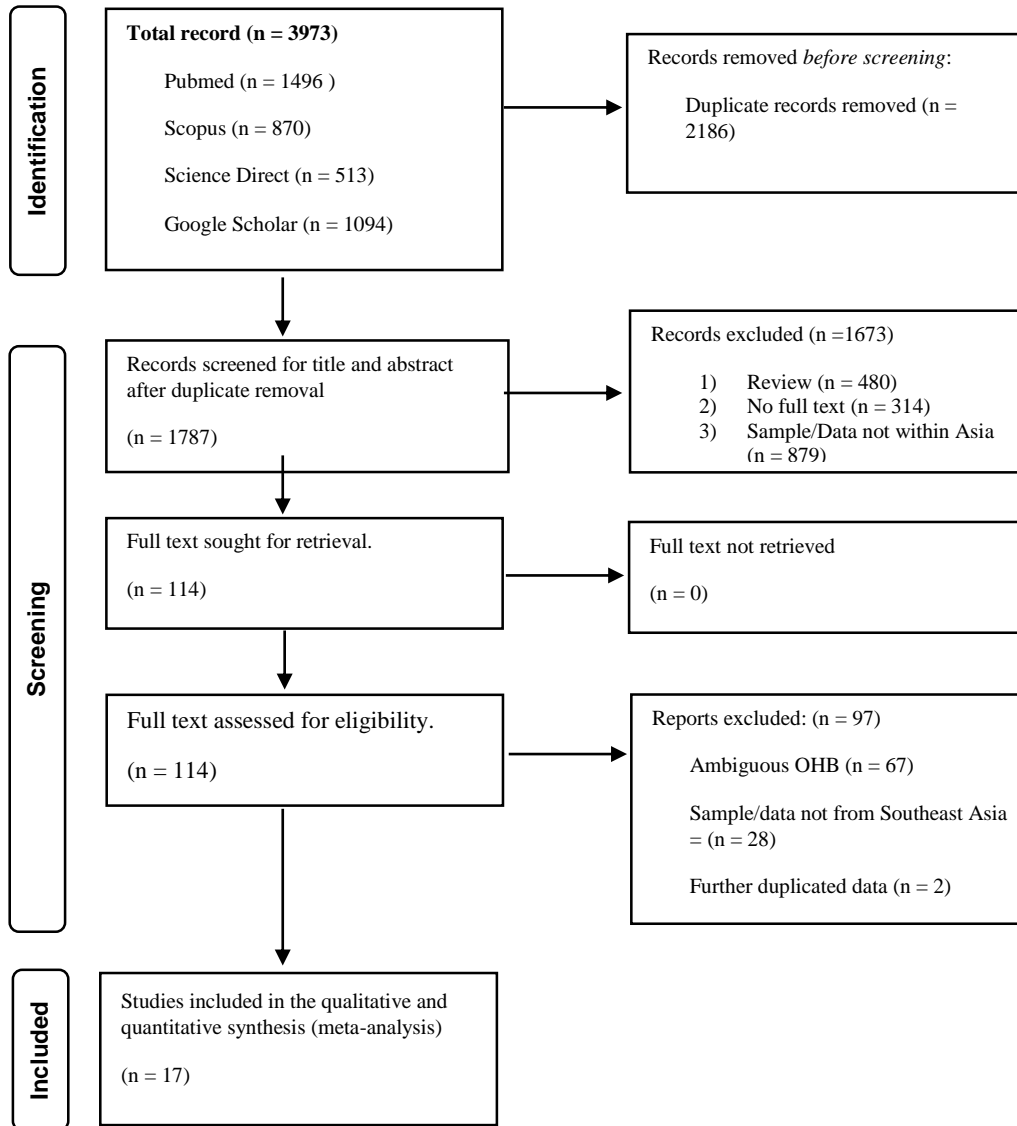 Identification
Total record (n = 3973)
Pubmed (n = 1496 )
Scopus (n = 870)
Science Direct (n = 513)
Google Scholar (n = 1094)
Records removed before screening:
Duplicate records removed (n =
2186)
Screening
Records screened for title and abstract
after duplicate removal
(n = 1787)
Records excluded (n =1673)
1) Review (n = 480)
2) No full text (n = 314)
3) Sample/Data not within Asia
(n = 879)
Full text sought for retrieval.
(n = 114)
Full text not retrieved
(n = 0)
Full text assessed for eligibility.
(n = 114)
Reports excluded: (n = 97)
Ambiguous OHB (n = 67)
Sample/data not from Southeast Asia
= (n = 28)
Further duplicated data (n = 2)
Included
Studies included in the qualitative and
quantitative synthesis (meta-analysis)
(n = 17)